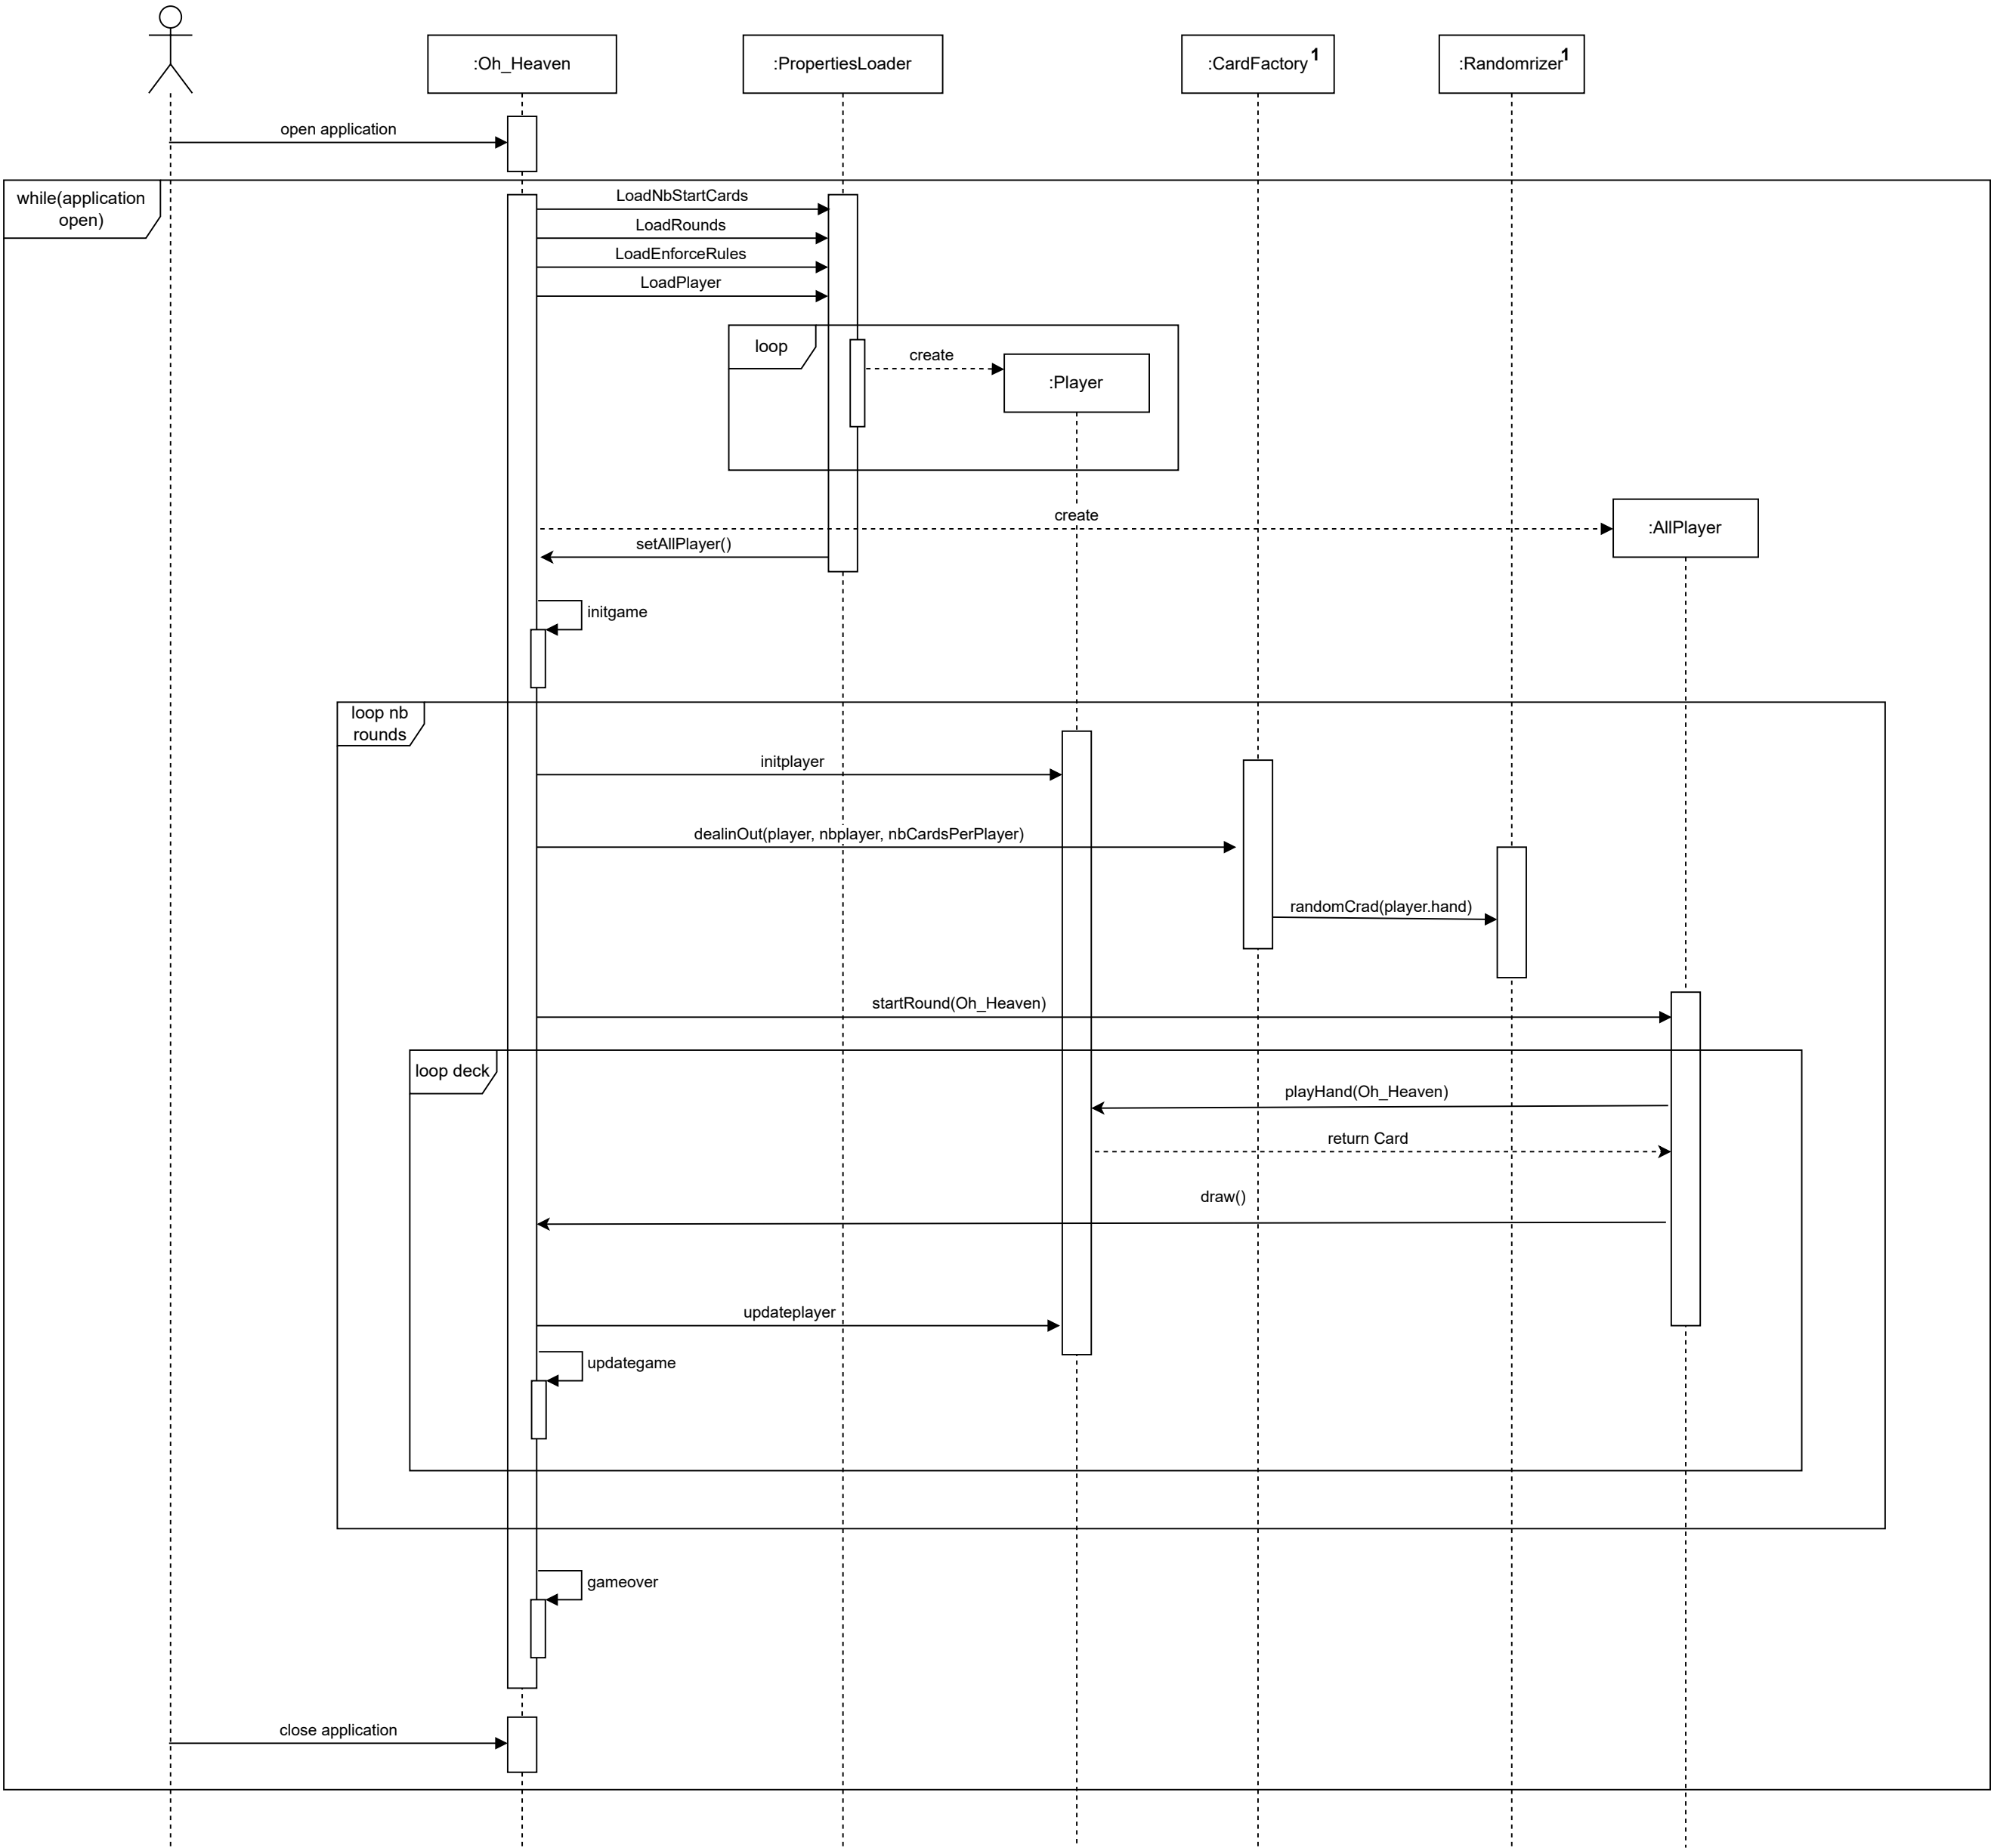 :Oh_Heaven
:PropertiesLoader
:CardFactory 1
:Randomrizer 1
open application
while(application
open)
LoadNbStartCards
LoadRounds
LoadEnforceRules
LoadPlayer
loop
create
:Player
create
:AllPlayer
setAllPlayer()
initgame
loop nb
rounds
initplayer
dealinOut(player, nbplayer, nbCardsPerPlayer)
randomCrad(player.hand)
startRound(Oh_Heaven)
loop deck
playHand(Oh_Heaven)
return Card
draw()
updateplayer
updategame
gameover
close application